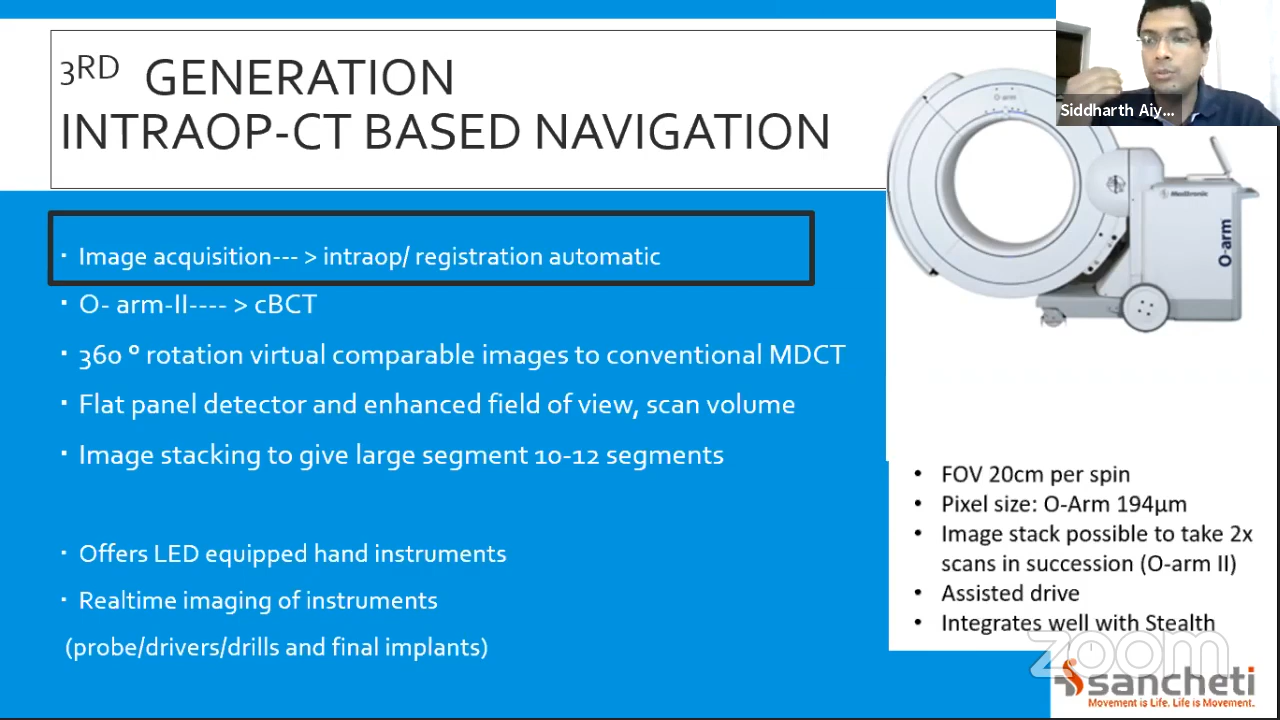 3RD GENERATION
INTRAOP-CT BASED NAVIGATION
Siddharth Aiy...
O-arm
Medtronic
O-arm
▪ Image acquisition--- > intraop/ registration automatic
▪ O- arm-II---- > cBCT
▪ 360 ° rotation virtual comparable images to conventional MDCT
▪ Flat panel detector and enhanced field of view, scan volume
▪ Image stacking to give large segment 10-12 segments
▪ Offers LED equipped hand instruments
▪ Realtime imaging of instruments
(probe/drivers/drills and final implants)
• FOV 20cm per spin
• Pixel size: O-Arm 194µm
• Image stack possible to take 2x
scans in succession (O-arm II)
• Assisted drive
• Integrates well with Stealth
zoom
sancheti
Movement is Life. Life is Movement.